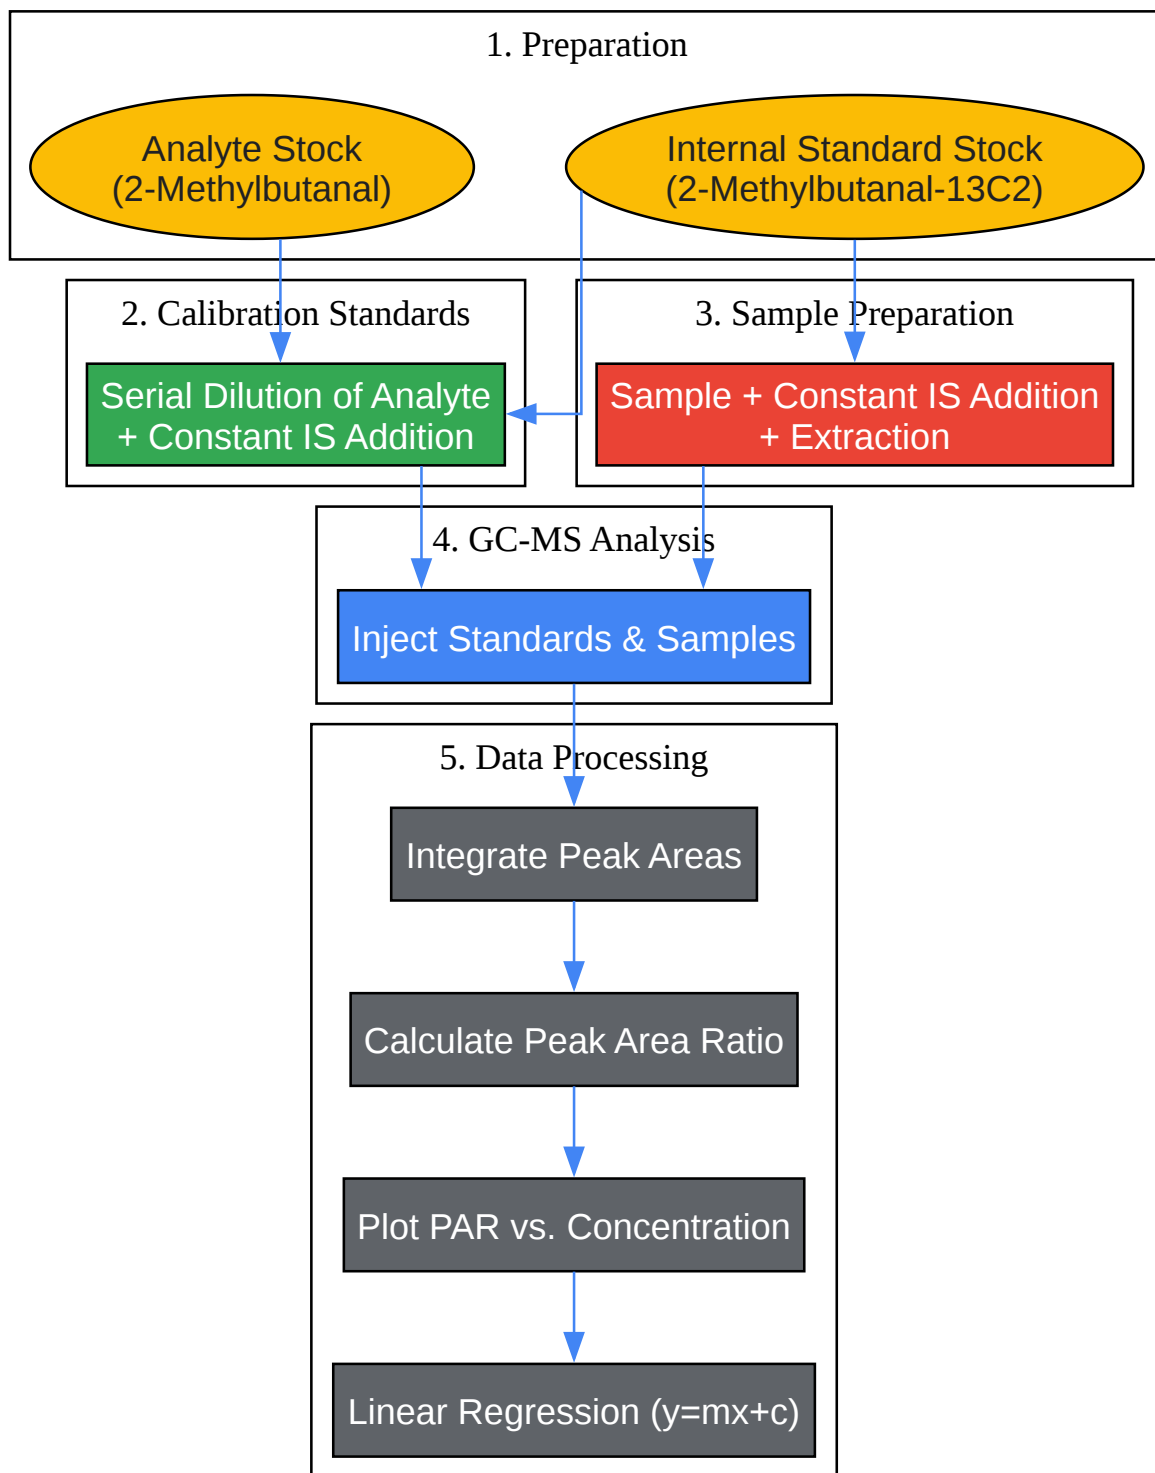 1. Preparation
Analyte Stock
(2-Methylbutanal)
Internal Standard Stock
(2-Methylbutanal-13C2)
2. Calibration Standards
Serial Dilution of Analyte
+ Constant IS Addition
3. Sample Preparation
Sample + Constant IS Addition
+ Extraction
4. GC-MS Analysis
Inject Standards & Samples
5. Data Processing
Integrate Peak Areas
Calculate Peak Area Ratio
Plot PAR vs. Concentration
Linear Regression (y=mx+c)